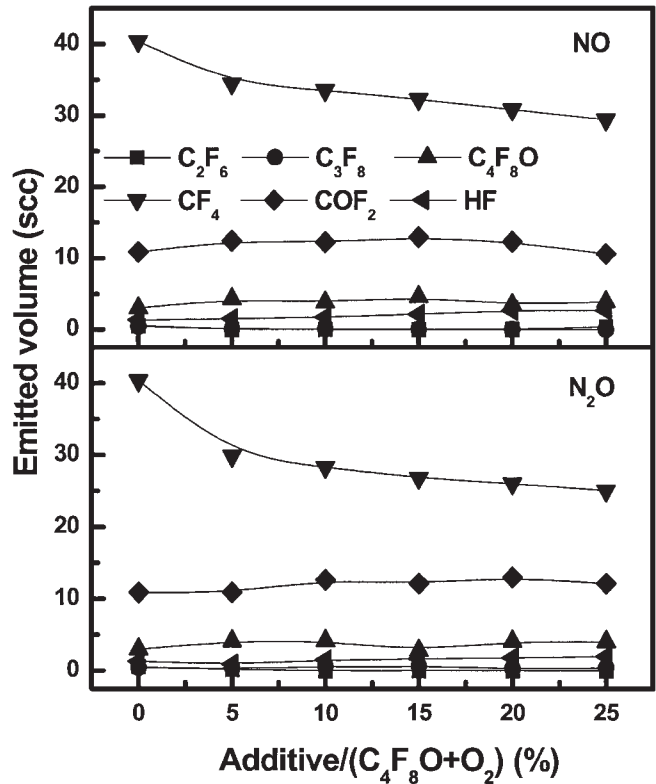 NO
40
30
C₂F₆ C₃F₈ C₄F₈O
CF₄ COF₂ HF
20
10
0
Emitted volume (scc)
N₂O
40
30
20
10
0
0 5 10 15 20 25
Additive/(C₄F₈O+O₂) (%)